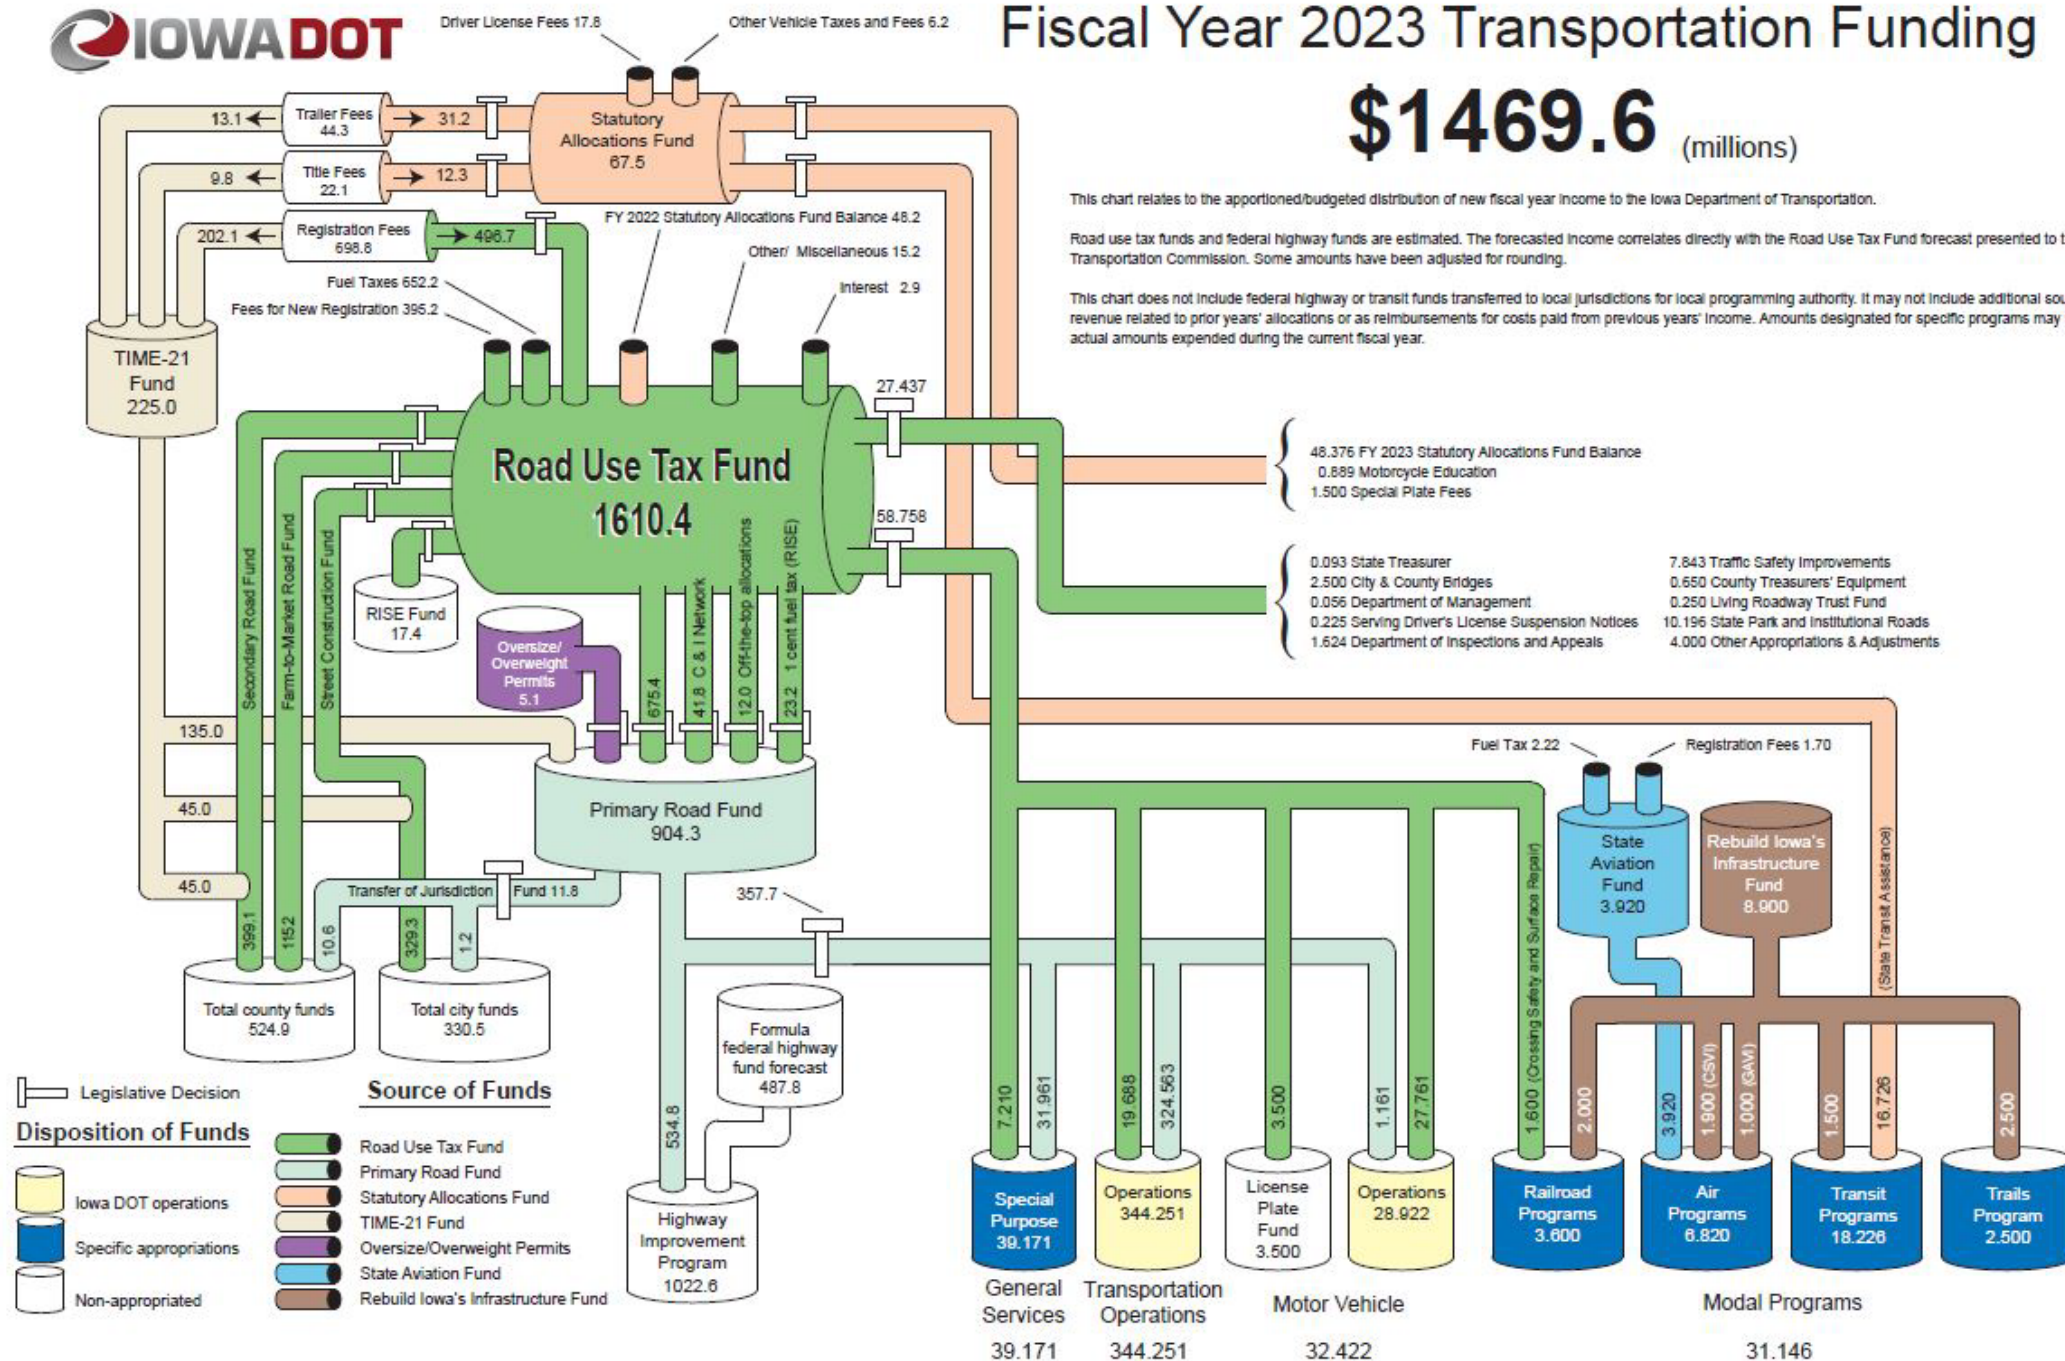 IOWADOT
Driver License Fees 17.8
Other Vehicle Taxes and Fees 6.2
Fiscal Year 2023 Transportation Funding
$1469.6 (millions)
This chart relates to the apportioned/budgeted distribution of new fiscal year income to the Iowa Department of Transportation.
Road use tax funds and federal highway funds are estimated. The forecasted income correlates directly with the Road Use Tax Fund forecast presented to
Transportation Commission. Some amounts have been adjusted for rounding.
This chart does not include federal highway or transit funds transferred to local jurisdictions for local programming authority. It may not include additional
revenue related to prior years' allocations or as reimbursements for costs paid from previous years' income. Amounts designated for specific programs may
actual amounts expended during the current fiscal year.
13.1
Trailer Fees
44.3
31.2
Statutory
Allocations Fund
67.5
9.8
Title Fees
22.1
12.3
202.1
Registration Fees
698.8
496.7
FY 2022 Statutory Allocations Fund Balance 48.2
Other/ Miscellaneous 15.2
Interest 2.9
Fuel Taxes 652.2
Fees for New Registration 395.2
TIME-21
Fund
225.0
Road Use Tax Fund
1610.4
27.437
58.758
48.376 FY 2023 Statutory Allocations Fund Balance
0.889 Motorcycle Education
1.500 Special Plate Fees
0.093 State Treasurer
2.500 City & County Bridges
0.056 Department of Management
0.225 Serving Driver's License Suspension Notices
1.624 Department of Inspections and Appeals
7.843 Traffic Safety Improvements
0.650 County Treasurers' Equipment
0.250 Living Roadway Trust Fund
10.196 State Park and Institutional Roads
4.000 Other Appropriations & Adjustments
Secondary Road Fund
Farm-to-Market Road Fund
Street Construction Fund
RISE Fund
17.4
Oversize/
Overweight
Permits
5.1
675.4
41.8 C & I Network
12.0 Off-the-top allocations
23.2 1 cent fuel tax (RISE)
135.0
45.0
45.0
Primary Road Fund
904.3
Transfer of Jurisdiction Fund 11.8
399.1
1152
10.6
329.3
1.2
Total county funds
524.9
Total city funds
330.5
357.7
Formula
federal highway
fund forecast
487.8
534.8
Highway
Improvement
Program
1022.6
Fuel Tax 2.22
Registration Fees 1.70
State
Aviation
Fund
3.920
Rebuild Iowa's
Infrastructure
Fund
8.900
7.210
31.961
19.688
324.563
3.500
1.161
27.761
1.600 (Crossing Safety and Surface Repair)
2.000
3.920
1.900 (CSVI)
1.000 (GAVI)
1.500
16.726 (State Transit Assistance)
2.500
Special
Purpose
39.171
Operations
344.251
License
Plate
Fund
3.500
Operations
28.922
Railroad
Programs
3.600
Air
Programs
6.820
Transit
Programs
18.226
Trails
Program
2.500
General
Services
39.171
Transportation
Operations
344.251
Motor Vehicle
32.422
Modal Programs
31.146
Legislative Decision
Disposition of Funds
Iowa DOT operations
Specific appropriations
Non-appropriated
Source of Funds
Road Use Tax Fund
Primary Road Fund
Statutory Allocations Fund
TIME-21 Fund
Oversize/Overweight Permits
State Aviation Fund
Rebuild Iowa's Infrastructure Fund